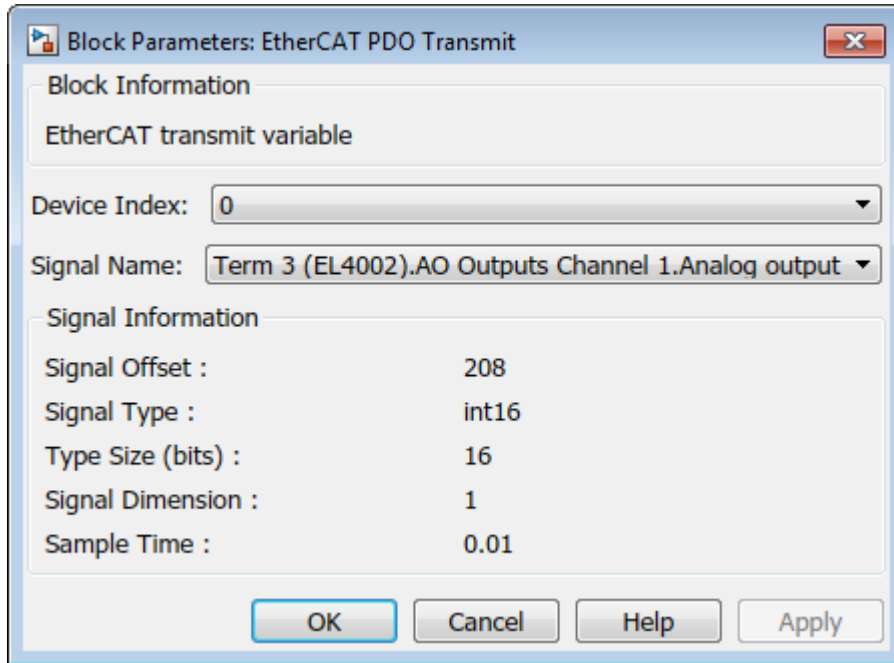 Block Parameters: EtherCAT PDO Transmit
Block Information
EtherCAT transmit variable
Device Index: 0
Signal Name: Term 3 (EL4002).AO Outputs Channel 1.Analog output
Signal Information
Signal Offset : 208
Signal Type : int16
Type Size (bits) : 16
Signal Dimension : 1
Sample Time : 0.01
OK Cancel Help Apply